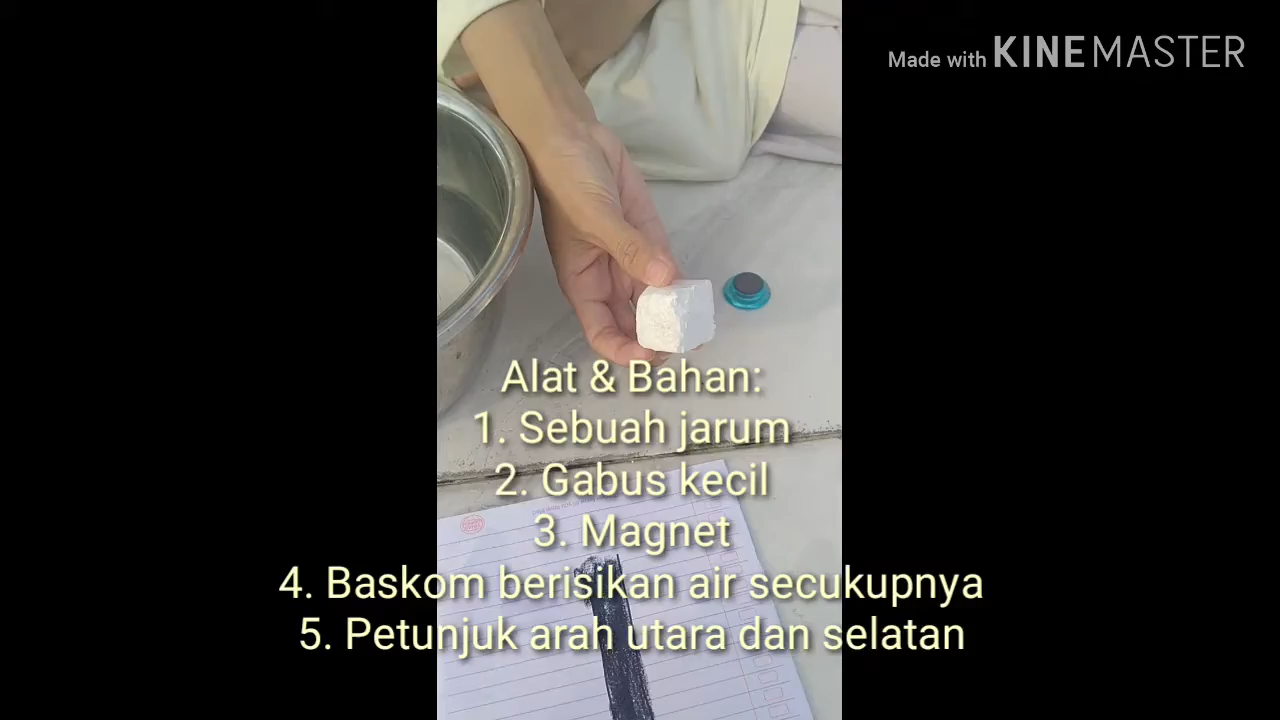 Made with KINEMASTER
Alat & Bahan:
1. Sebuah jarum
2. Gabus kecil
3. Magnet
4. Baskom berisikan air secukupnya
5. Petunjuk arah utara dan selatan